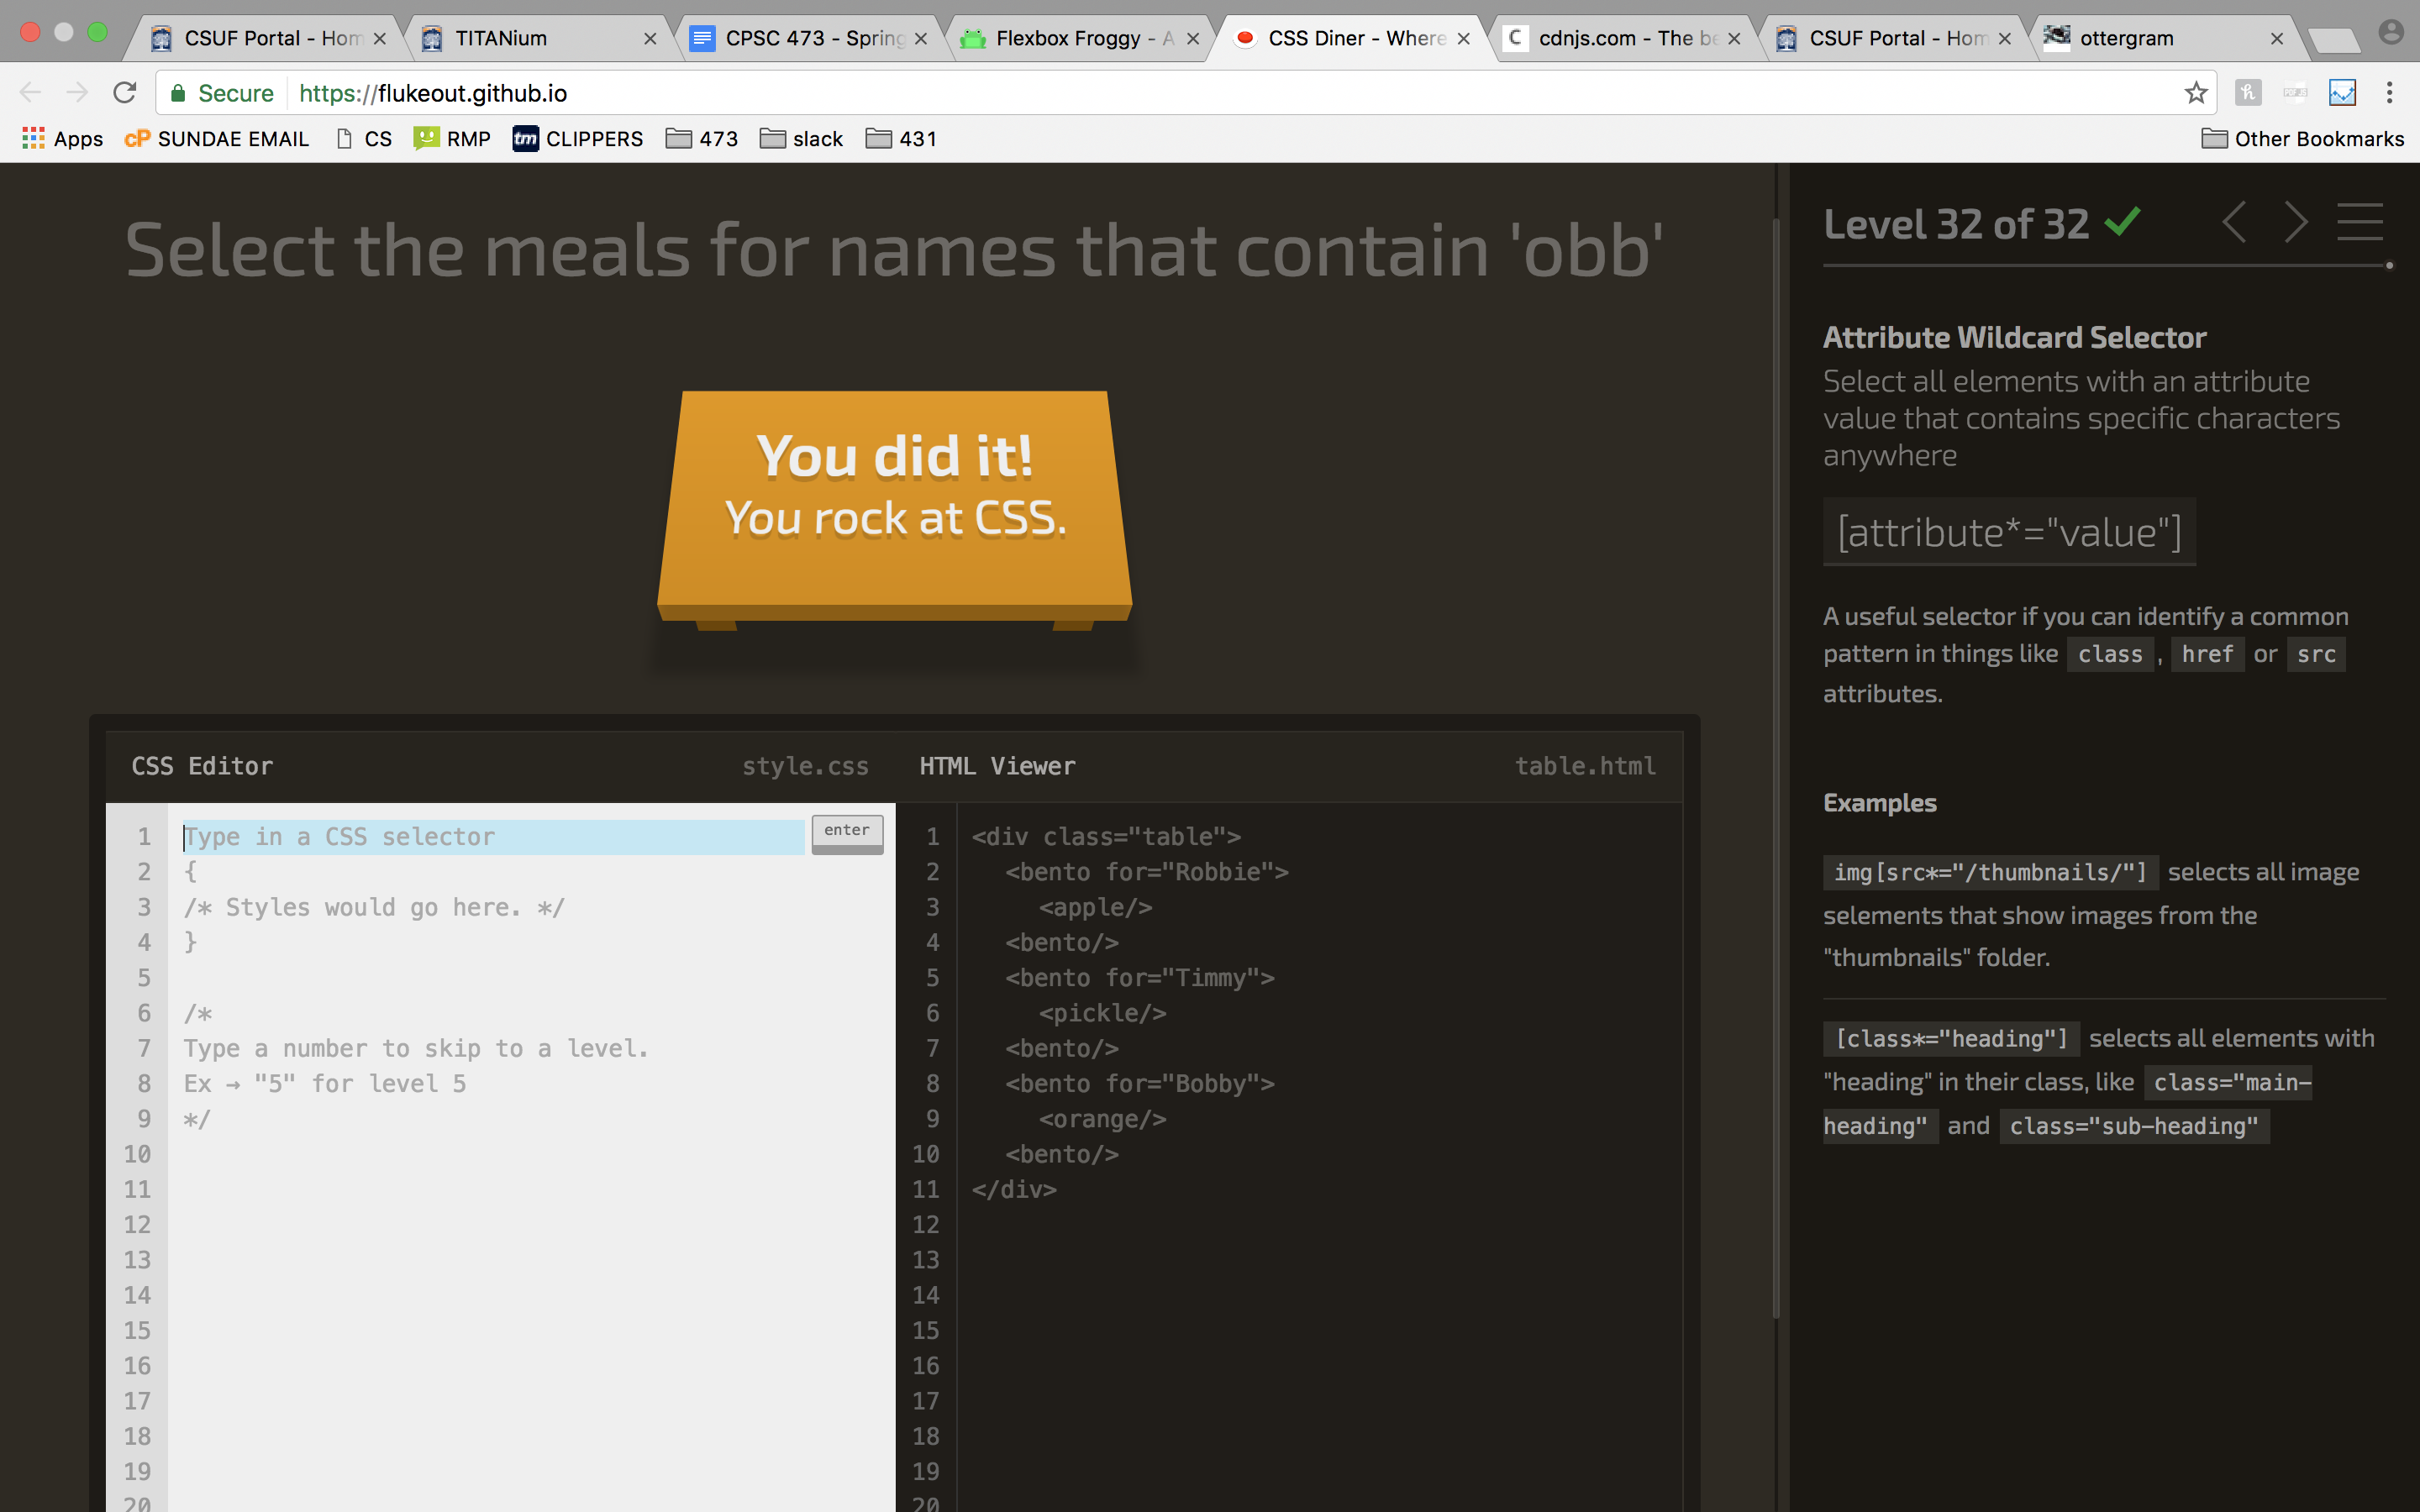 CSUF Portal - Hom
TITANium
CPSC 473 - Spring
Flexbox Froggy - A
CSS Diner - Where
cdnjs.com - The be
CSUF Portal - Hom
ottergram
Secure https://flukeout.github.io
Apps cP SUNDAE EMAIL CS RMP tm CLIPPERS 473 slack 431 Other Bookmarks
Select the meals for names that contain 'obb'
You did it!
You rock at CSS.
CSS Editor style.css
1 Type in a CSS selector enter
2 {
3 /* Styles would go here. */
4 }
5
6 /*
7 Type a number to skip to a level.
8 Ex → "5" for level 5
9 */
10
11
12
13
14
15
16
17
18
19
20
HTML Viewer table.html
1 <div class="table">
2 <bento for="Robbie">
3 <apple/>
4 <bento/>
5 <bento for="Timmy">
6 <pickle/>
7 <bento/>
8 <bento for="Bobby">
9 <orange/>
10 <bento/>
11 </div>
12
13
14
15
16
17
18
19
20
Level 32 of 32
Attribute Wildcard Selector
Select all elements with an attribute
value that contains specific characters
anywhere
[attribute*="value"]
A useful selector if you can identify a common
pattern in things like class , href or src
attributes.
Examples
img[src*="/thumbnails/"] selects all image
selements that show images from the
"thumbnails" folder.
[class*="heading"] selects all elements with
"heading" in their class, like class="main-
heading" and class="sub-heading"